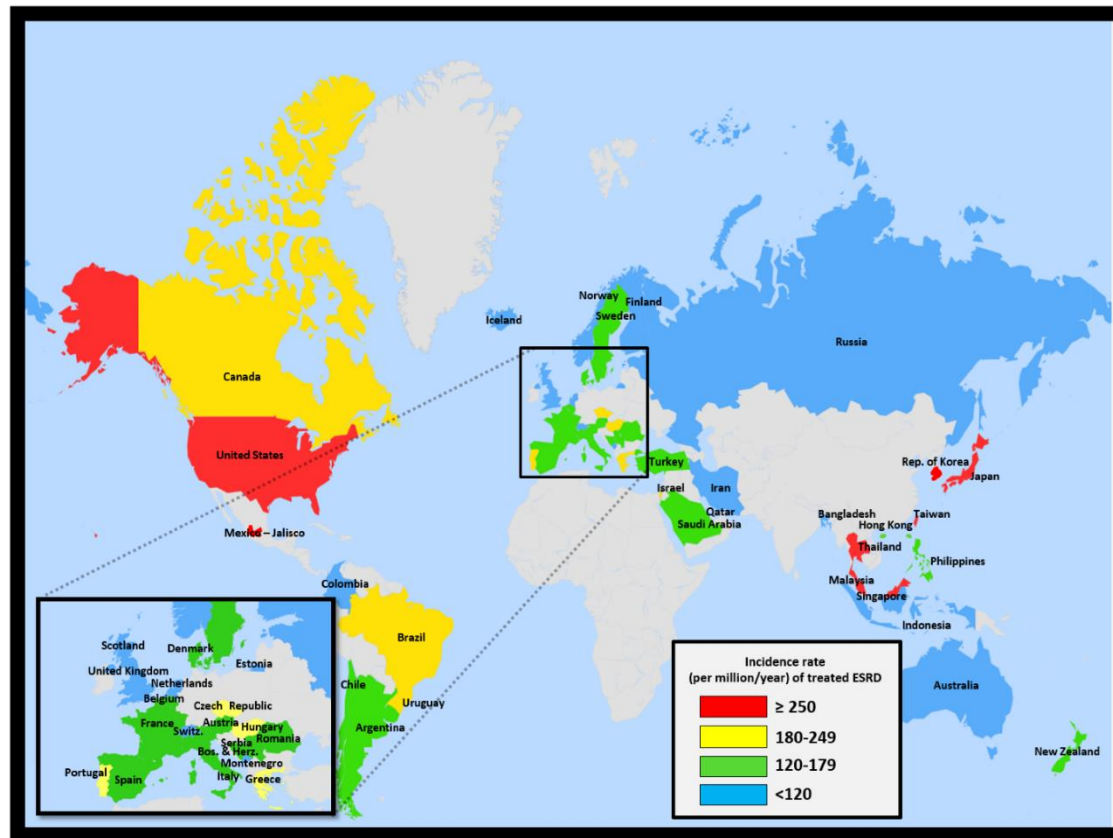 Norway
Finland
Sweden
Iceland
Russia
Canada
United States
Turkey
Rep. of Korea
Japan
Israel
Iran
Qatar
Saudi Arabia
Bangladesh
Taiwan
Hong Kong
Mexico – Jalisco
Thailand
Philippines
Colombia
Malaysia
Singapore
Indonesia
Brazil
Chile
Uruguay
Argentina
Australia
New Zealand
Scotland
Denmark
United Kingdom
Estonia
Netherlands
Belgium
Czech Republic
France
Austria
Switz.
Hungary
Serbia
Romania
Bos. & Herz.
Montenegro
Portugal
Spain
Italy
Greece
Incidence rate
(per million/year) of treated ESRD
≥ 250
180-249
120-179
<120